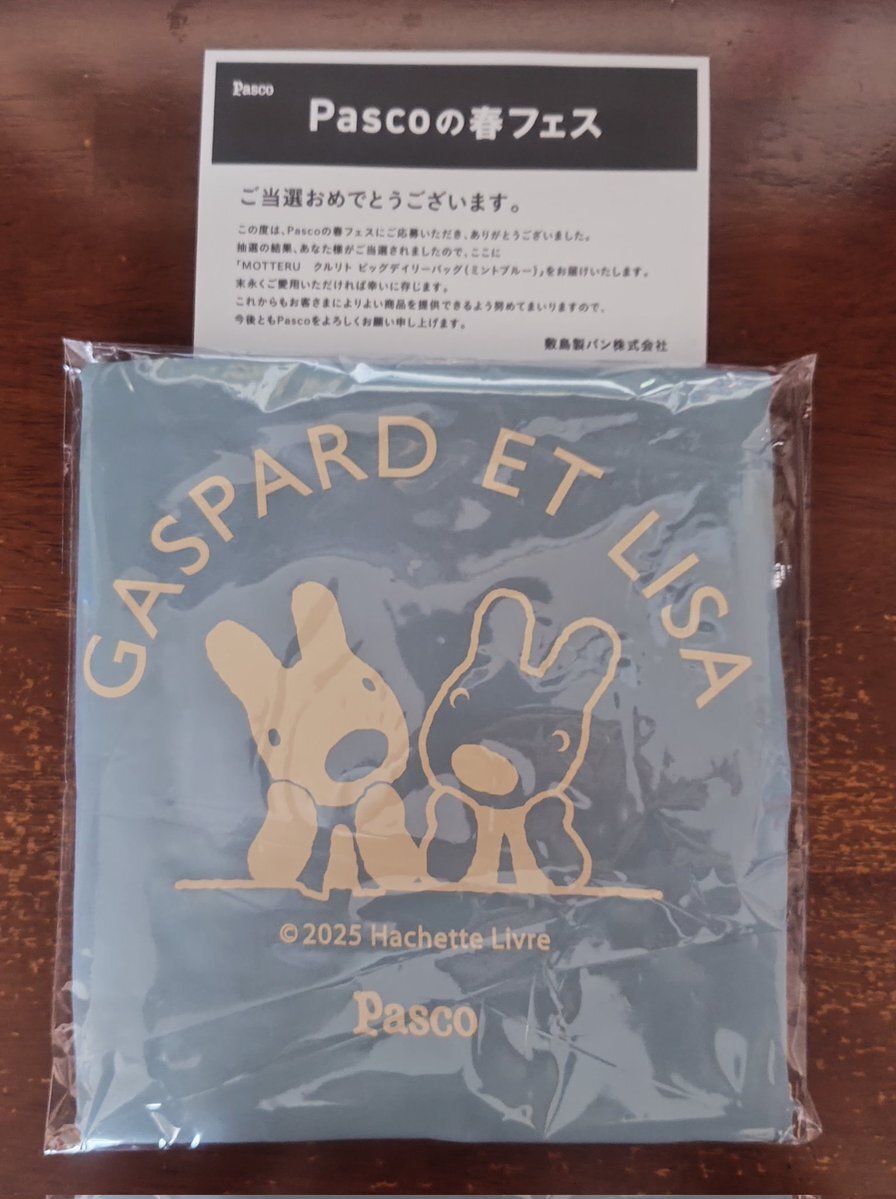 Pasco
Pascoの春フェス
ご当選おめでとうございます。
この度は、Pascoの春フェスにご応募いただき、ありがとうございました。
抽選の結果、あなた様がご当選されましたので、ここに
「MOTTERU クルリト ビッグデイリーバッグ(ミントブルー)」をお届けいたします。
末永くご愛用いただければ幸いに存じます。
これからもお客さまによりよい商品を提供できるよう努めてまいりますので、
今後ともPascoをよろしくお願い申し上げます。
敷島製パン株式会社
GASPARD ET LISA
©2025 Hachette Livre
Pasco